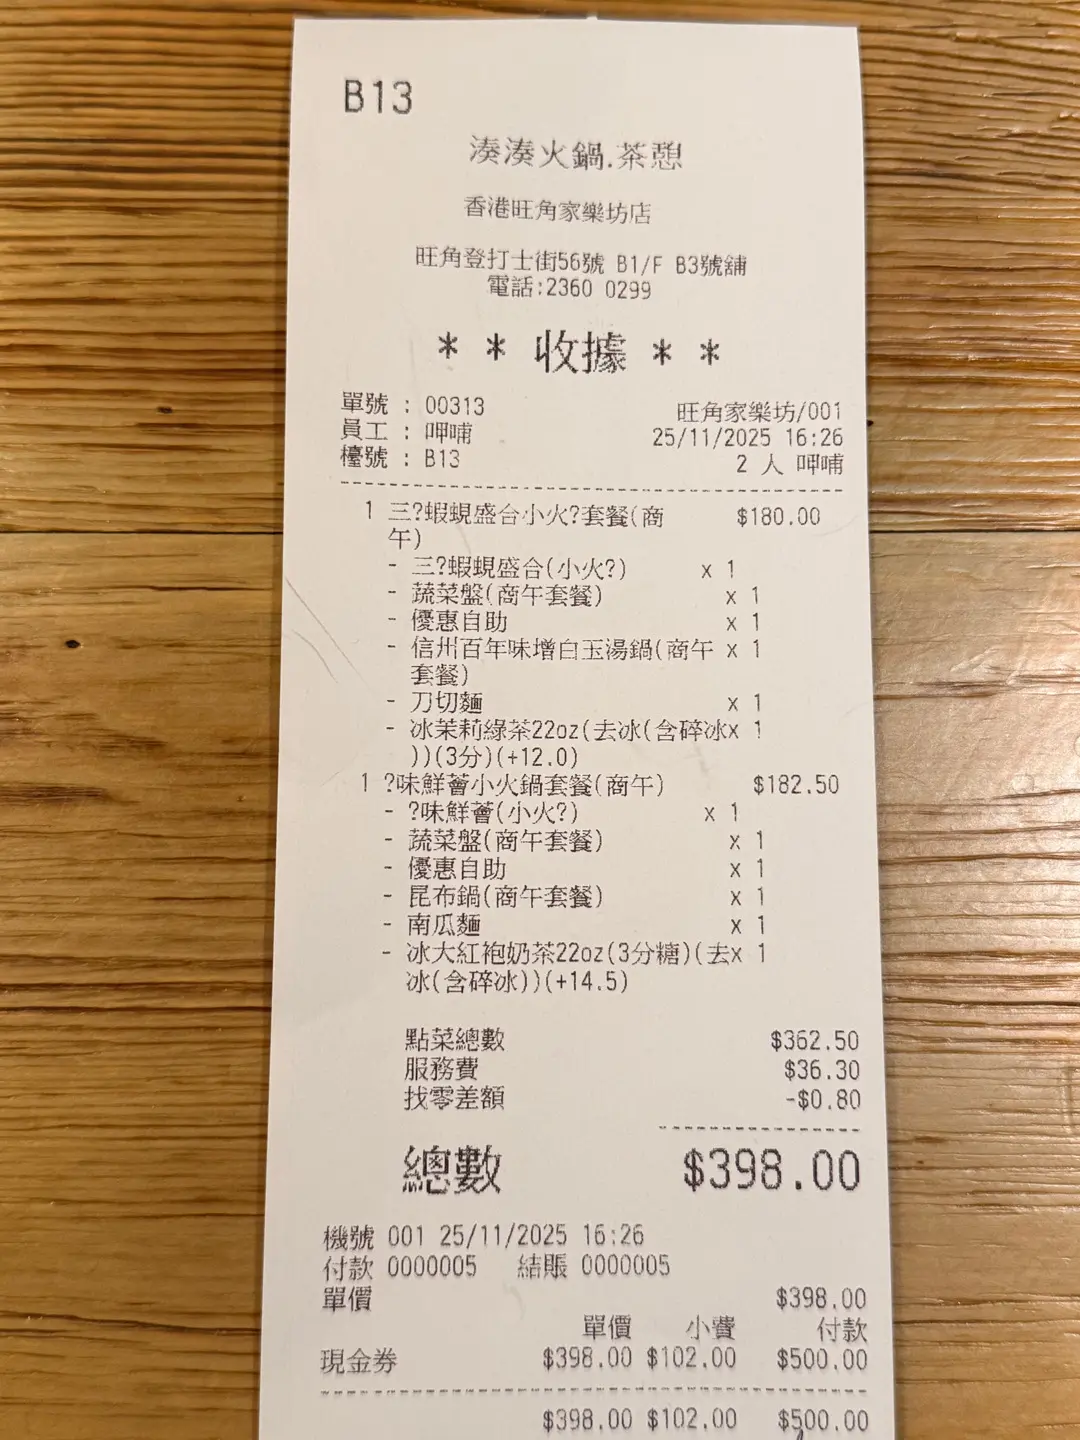 B13
湊湊火鍋.茶憩
香港旺角家樂坊店
旺角登打士街56號 B1/F B3號舖
電話:2360 0299
* * 收據 * *
單號 : 00313 旺角家樂坊/001
員工 : 呷哺 25/11/2025 16:26
檯號 : B13 2 人 呷哺
1 三?蝦蜆盛合小火?套餐(商 $180.00
午)
- 三?蝦蜆盛合(小火?) x 1
- 蔬菜盤(商午套餐) x 1
- 優惠自助 x 1
- 信州百年味增白玉湯鍋(商午 x 1
套餐)
- 刀切麵 x 1
- 冰茉莉綠茶22oz(去冰(含碎冰x 1
))(3分)(+12.0)
1 ?味鮮薈小火鍋套餐(商午) $182.50
- ?味鮮薈(小火?) x 1
- 蔬菜盤(商午套餐) x 1
- 優惠自助 x 1
- 昆布鍋(商午套餐) x 1
- 南瓜麵 x 1
- 冰大紅袍奶茶22oz(3分糖)(去x 1
冰(含碎冰))(+14.5)
點菜總數 $362.50
服務費 $36.30
找零差額 -$0.80
總數 $398.00
機號 001 25/11/2025 16:26
付款 0000005 結賬 0000005
單價 $398.00
單價 小費 付款
現金券 $398.00 $102.00 $500.00
$398.00 $102.00 $500.00